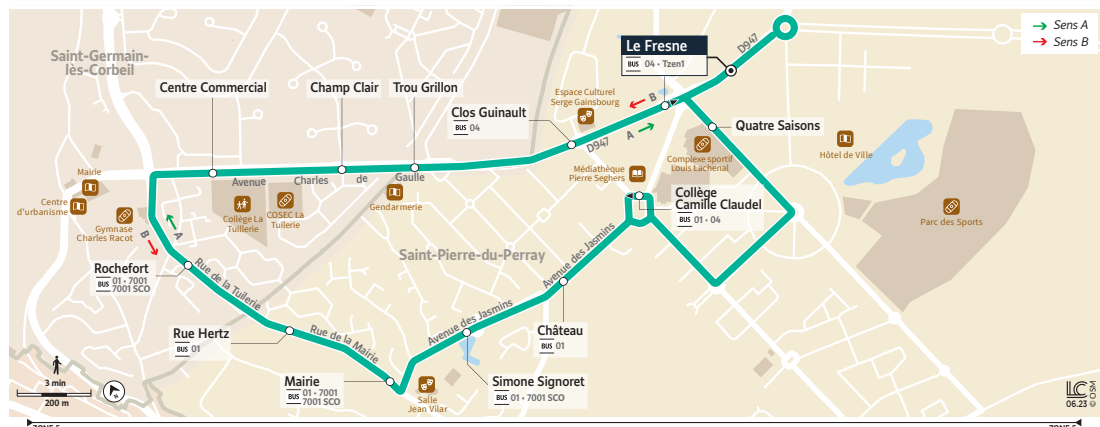 Sens A
Sens B
D947
Le Fresne
BUS 04 • Tzen1
Saint-Germain-
lès-Corbeil
Centre Commercial
Champ Clair
Trou Grillon
Espace Culturel
Serge Gainsbourg
B
A
Clos Guinault
BUS 04
D947
Quatre Saisons
Complexe sportif
Louis Lachenal
Hôtel de Ville
Médiathèque
Pierre Seghers
Mairie
Centre
d'urbanisme
Avenue Charles de Gaulle
Gendarmerie
Collège La
Tuillerie
COSEC La
Tuilerie
Gymnase
Charles Racot
A
B
Collège
Camille Claudel
BUS 01 • 04
Parc des Sports
Saint-Pierre-du-Perray
Avenue des Jasmins
Rochefort
BUS 01 • 7001
7001 SCO
Rue de la Tuilerie
Rue Hertz
BUS 01
Rue de la Mairie
Avenue des Jasmins
Château
BUS 01
Mairie
BUS 01 • 7001
7001 SCO
Salle
Jean Vilar
Simone Signoret
BUS 01 • 7001 SCO
3 min
200 m
LC
06.23
© OSM